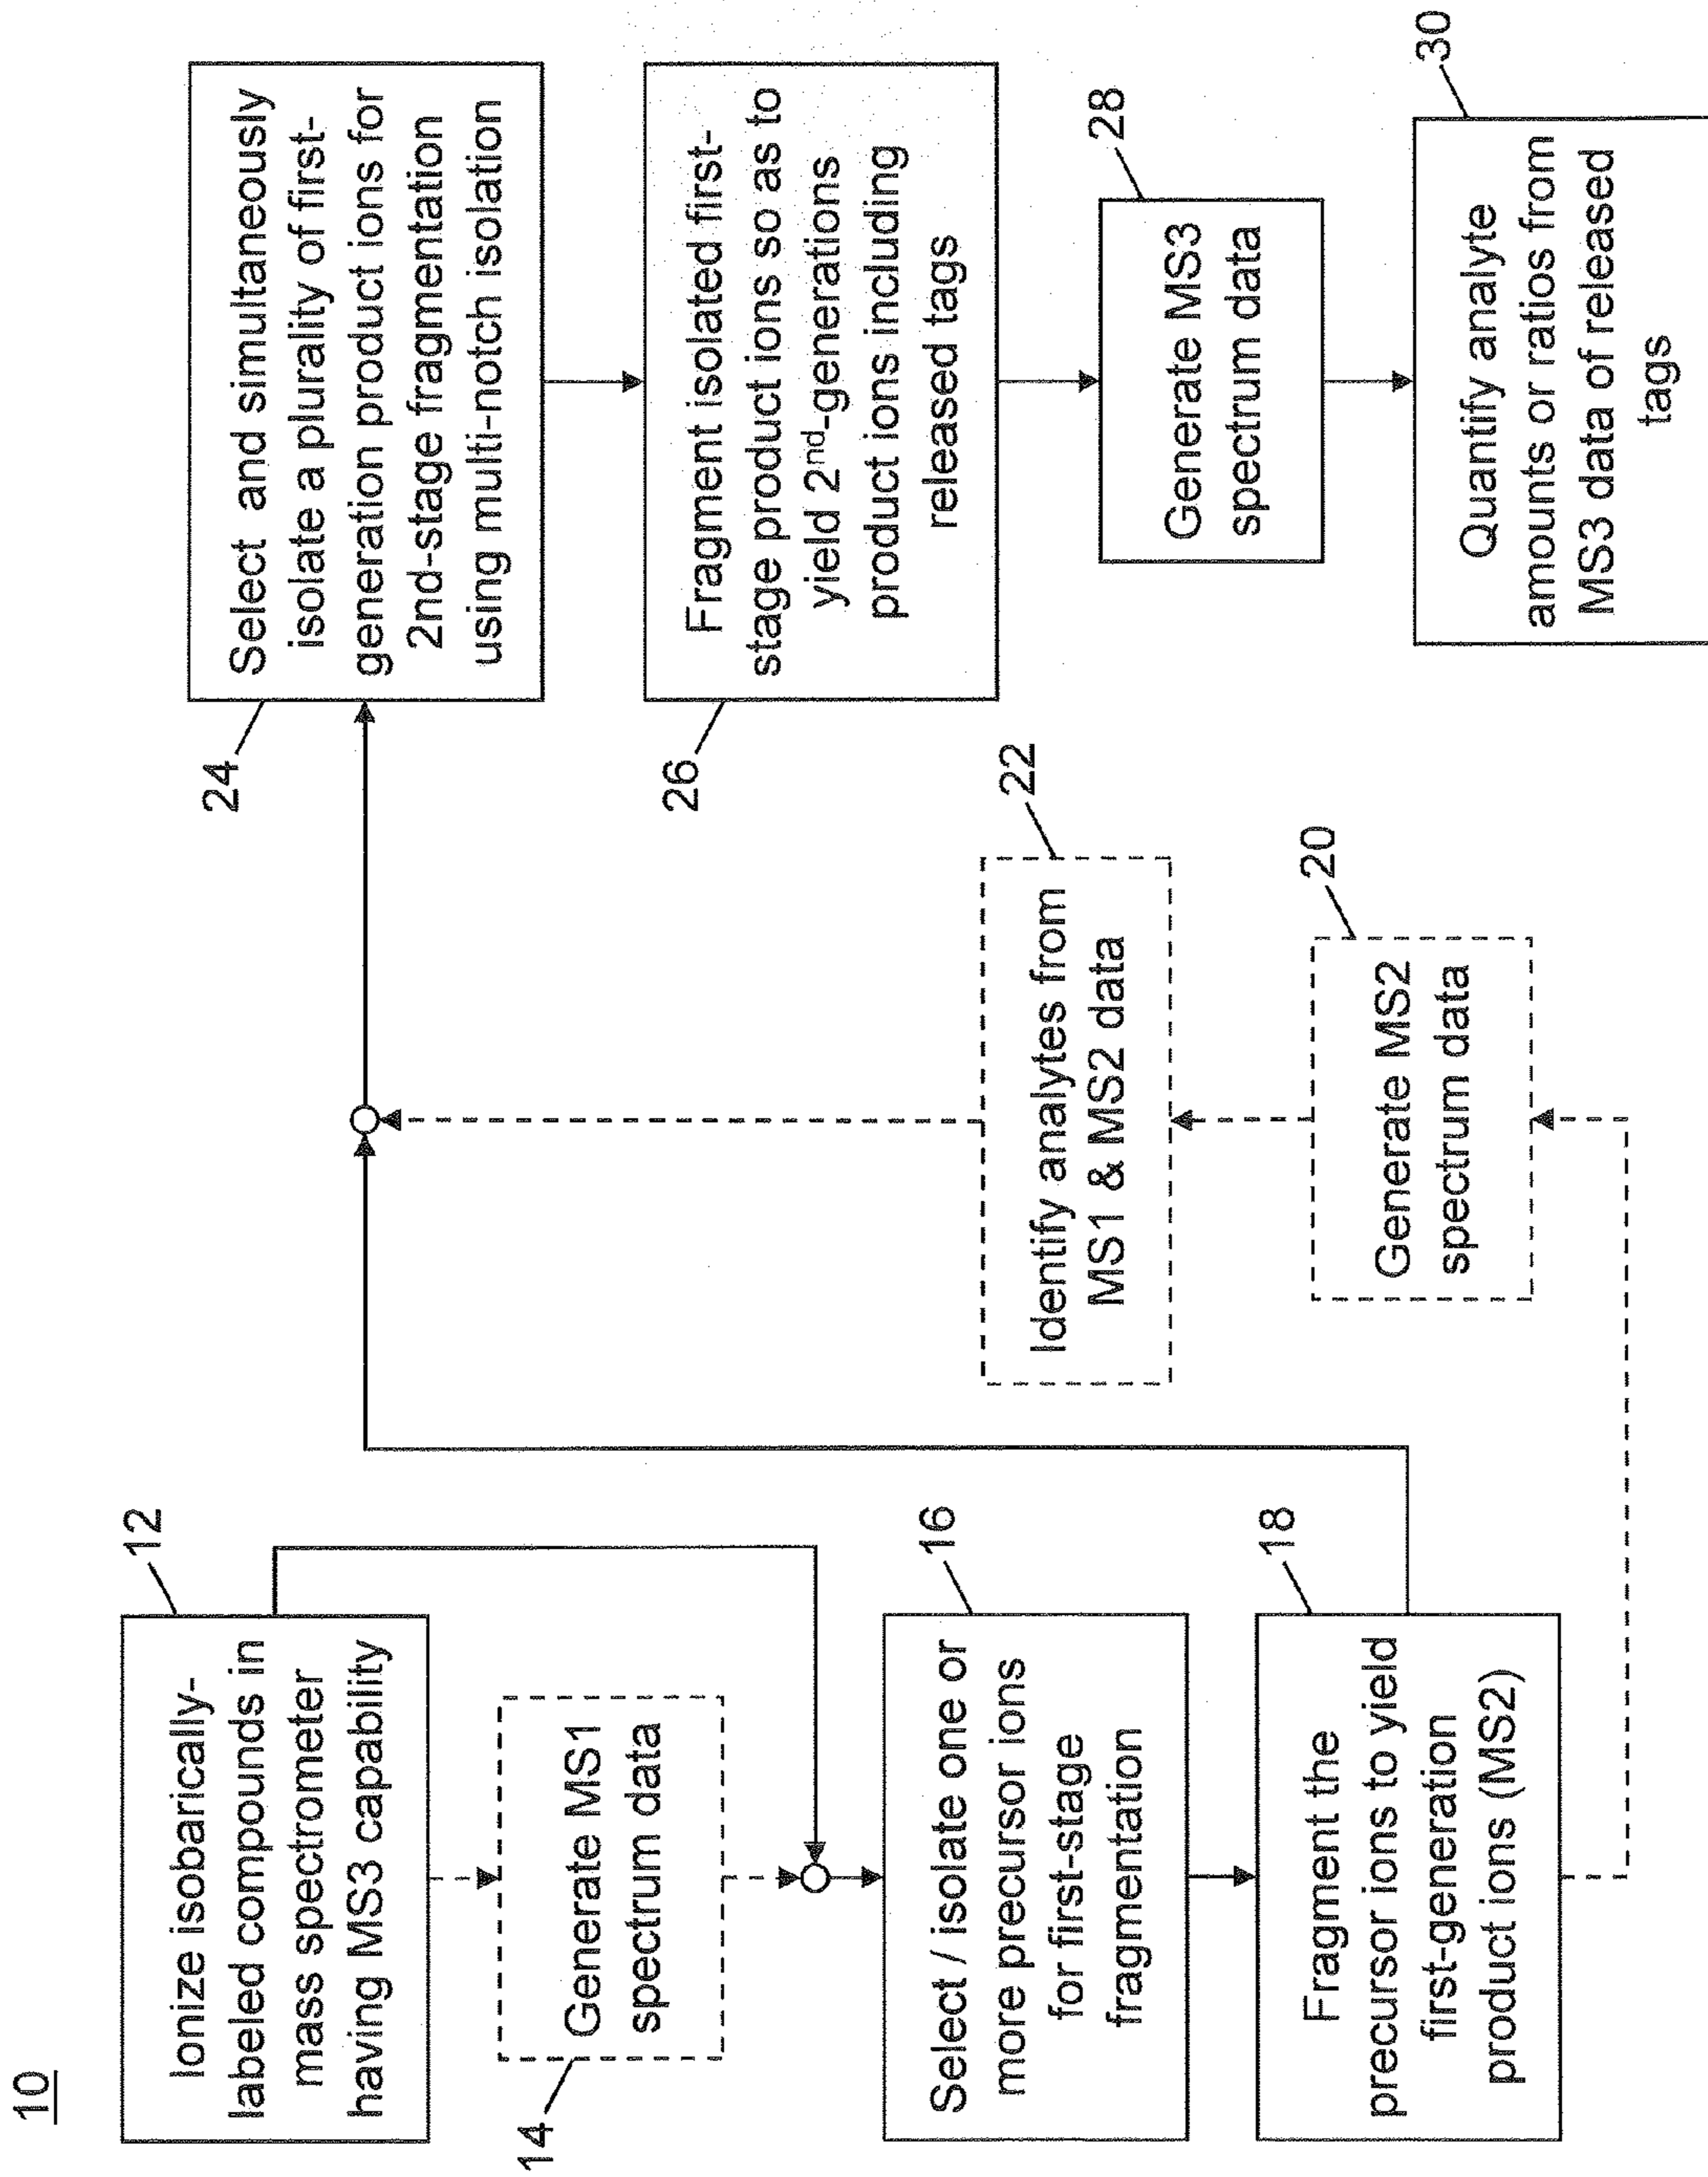 10
12
Ionize isobarically-
labeled compounds in
mass spectrometer
having MS3 capability
14
Generate MS1
spectrum data
16
Select / isolate one or
more precursor ions
for first-stage
fragmentation
18
Fragment the
precursor ions to yield
first-generation
product ions (MS2)
20
Generate MS2
spectrum data
22
Identify analytes from
MS1 & MS2 data
24
Select and simultaneously
isolate a plurality of first-
generation product ions for
2nd-stage fragmentation
using multi-notch isolation
26
Fragment isolated first-
stage product ions so as to
yield 2nd-generations
product ions including
released tags
28
Generate MS3
spectrum data
30
Quantify analyte
amounts or ratios from
MS3 data of released
tags